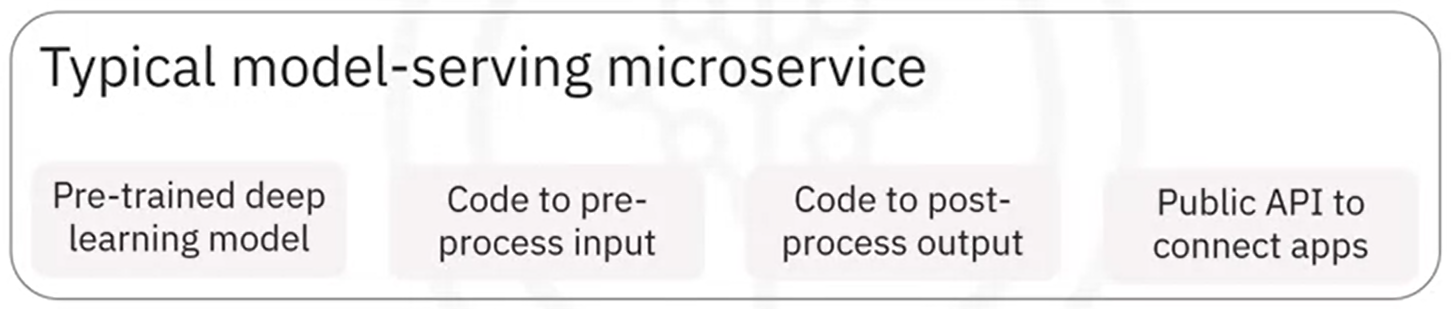 Typical model-serving microservice
Pre-trained deep
learning model
Code to pre-
process input
Code to post-
process output
Public API to
connect apps